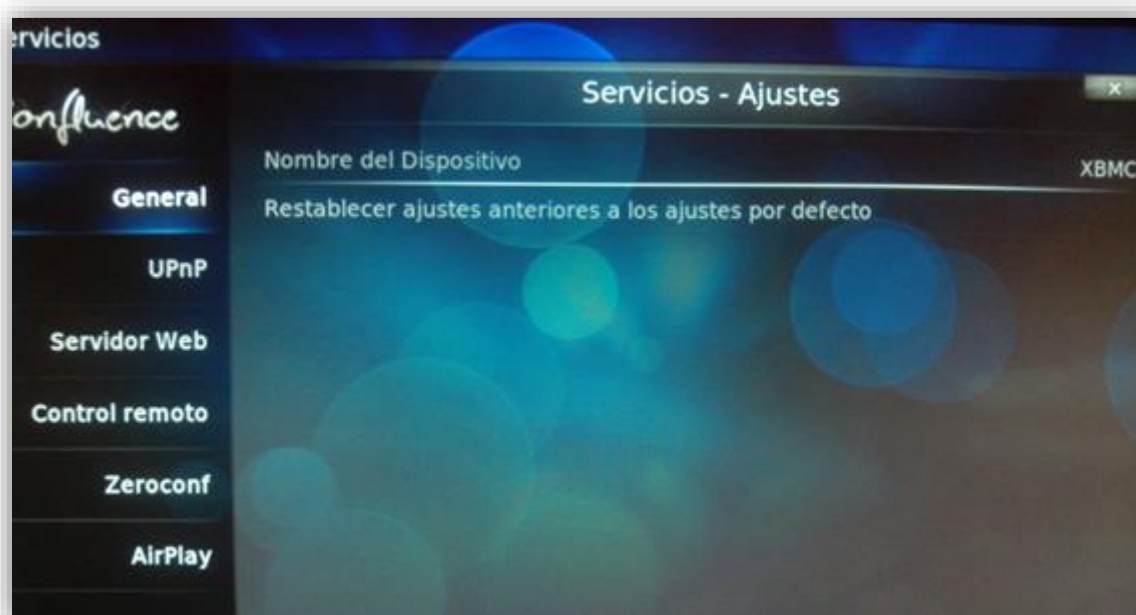 ervicios
onfluence
Servicios - Ajustes
x
General
UPnP
Servidor Web
Control remoto
Zeroconf
AirPlay
Nombre del Dispositivo
XBMC
Restablecer ajustes anteriores a los ajustes por defecto